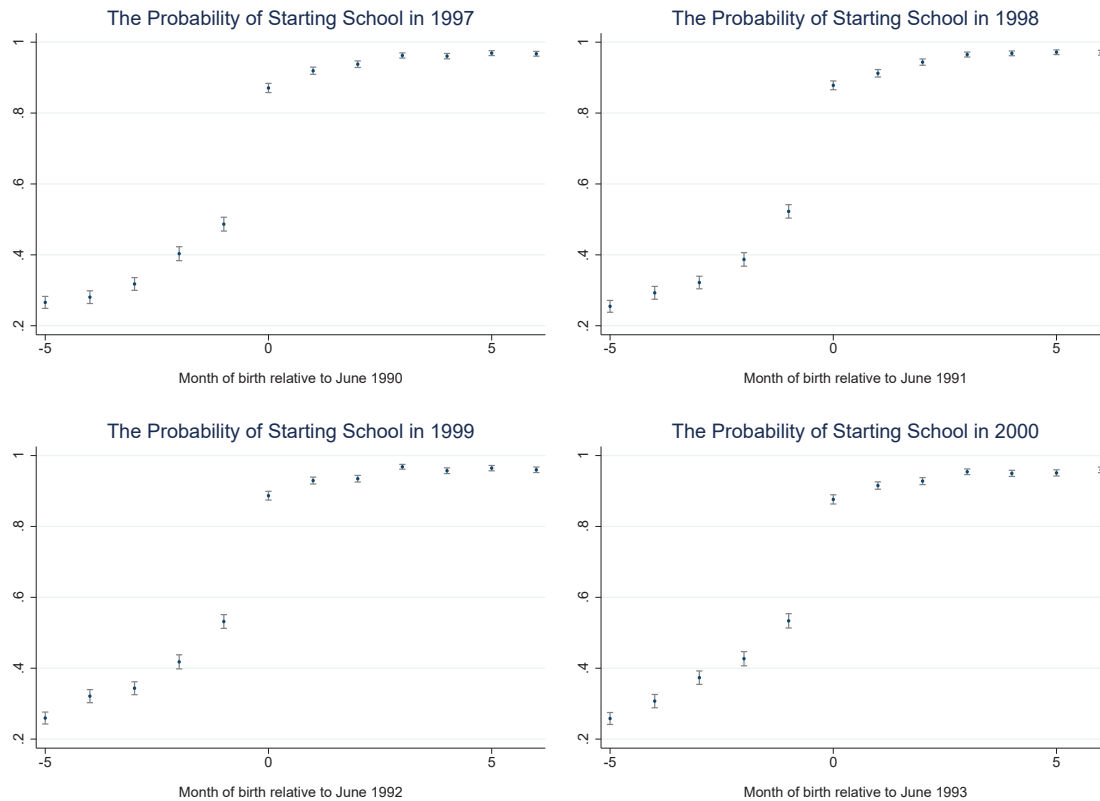 The Probability of Starting School in 1997
1
.8
.6
.4
.2
-5 0 5
Month of birth relative to June 1990
The Probability of Starting School in 1998
1
.8
.6
.4
.2
-5 0 5
Month of birth relative to June 1991
The Probability of Starting School in 1999
1
.8
.6
.4
.2
-5 0 5
Month of birth relative to June 1992
The Probability of Starting School in 2000
1
.8
.6
.4
.2
-5 0 5
Month of birth relative to June 1993